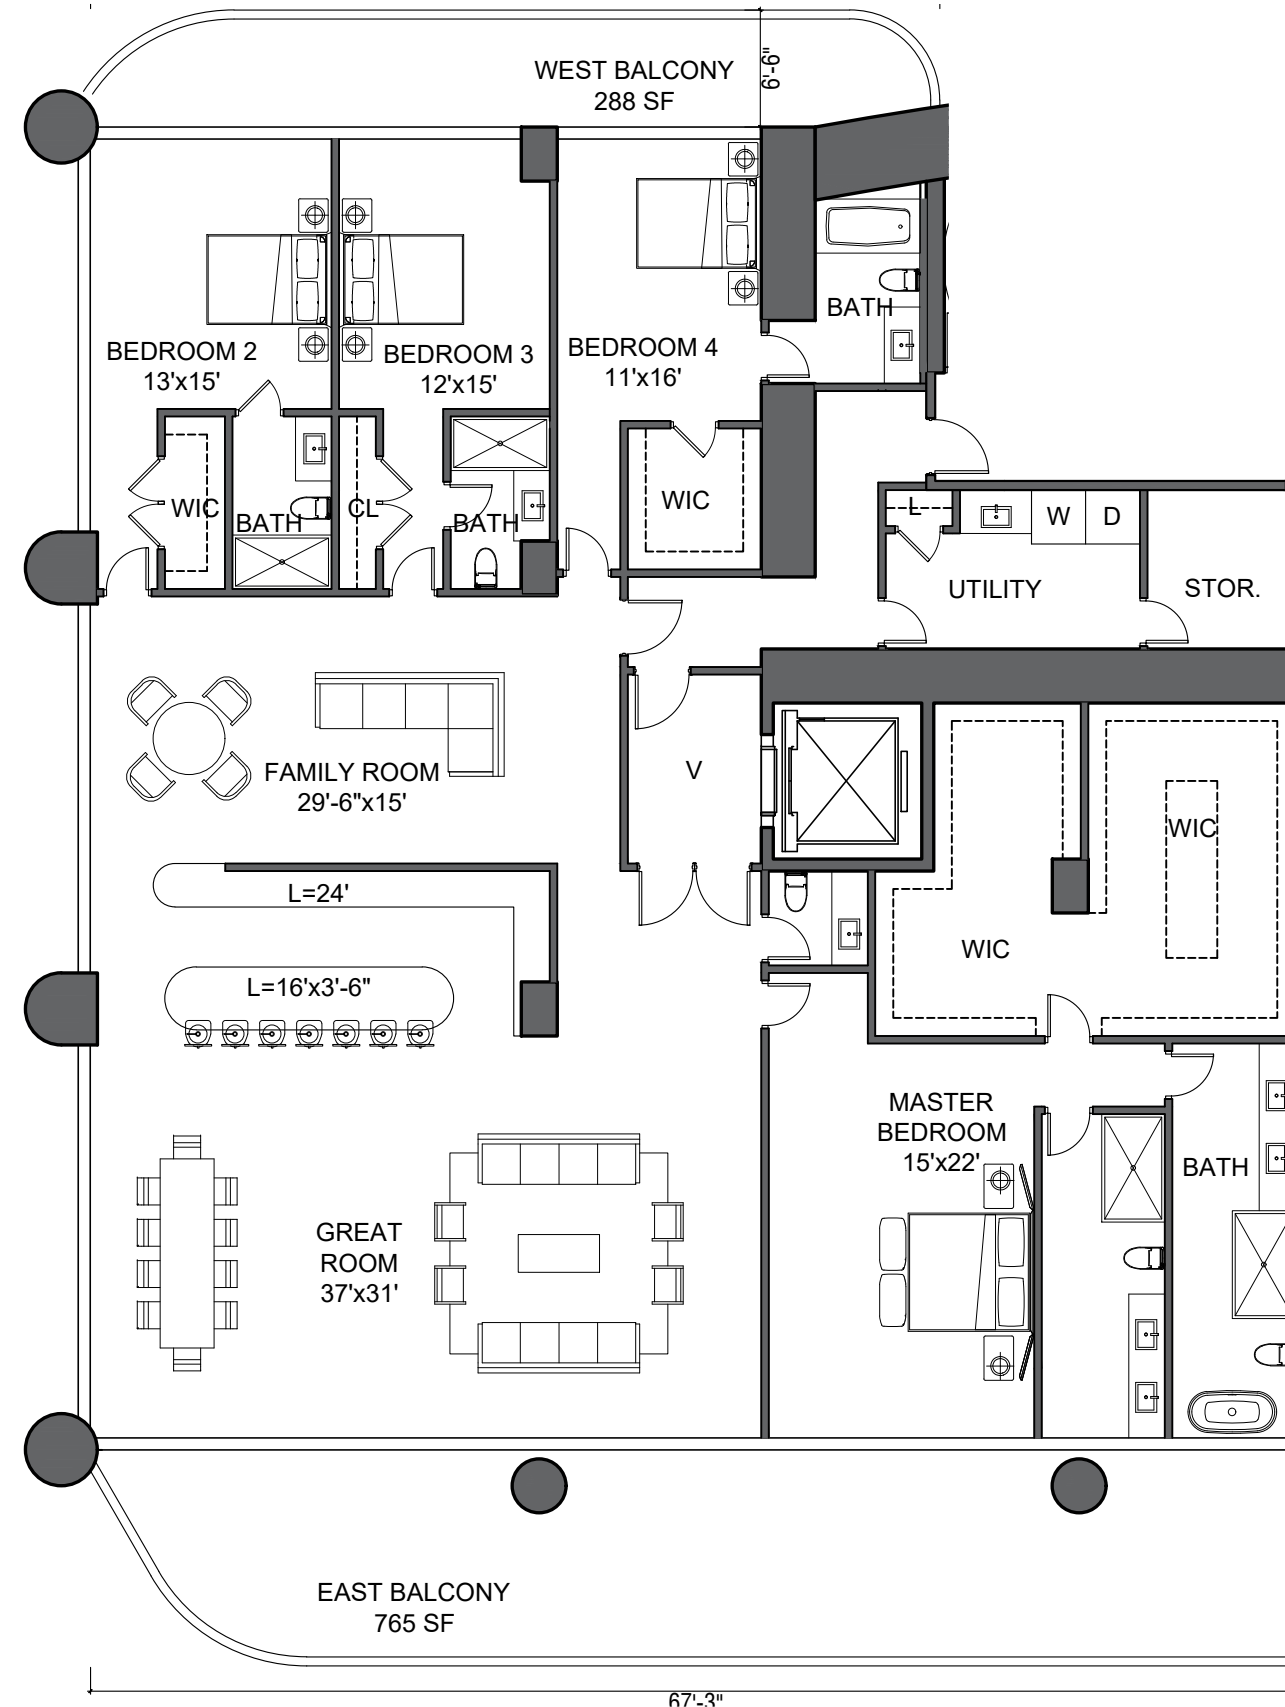 WEST BALCONY
288 SF
6'-6"
BEDROOM 2
13'x15'
BEDROOM 3
12'x15'
BEDROOM 4
11'x16'
BATH
WIC
BATH
CL
BATH
WIC
L
W
D
UTILITY
STOR.
FAMILY ROOM
29'-6"x15'
V
WIC
L=24'
WIC
L=16'x3'-6"
MASTER
BEDROOM
15'x22'
BATH
GREAT
ROOM
37'x31'
EAST BALCONY
765 SF
67'-3"